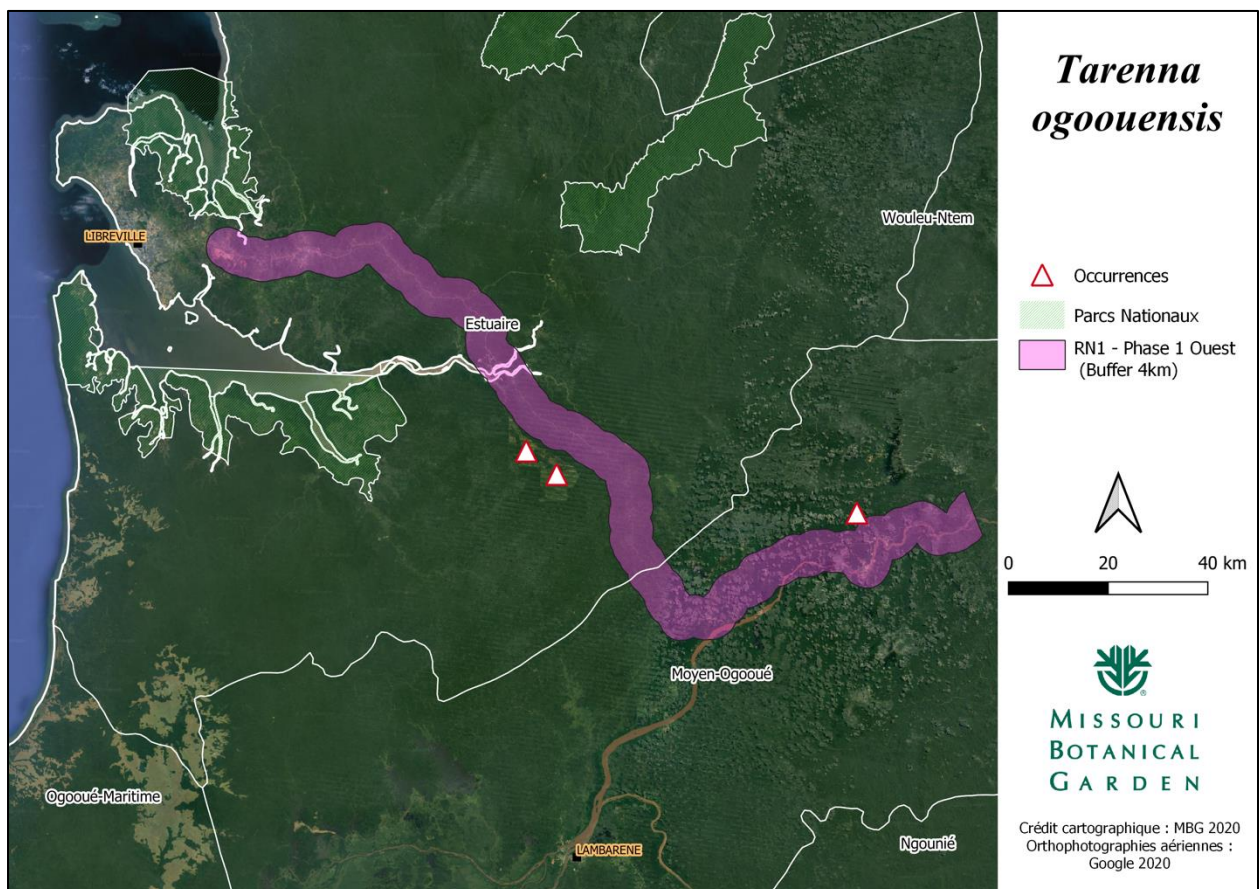 Tarenna
ogoouensis
Wouleu-Ntem
LIBREVILLE
Estuaire
Moyen-Ogooué
Ogooué-Maritime
LAMBARENE
Ngounié
Occurrences
Parcs Nationaux
RN1 - Phase 1 Ouest
(Buffer 4km)
0 20 40 km
MISSOURI
BOTANICAL
GARDEN
Crédit cartographique : MBG 2020
Orthophotographies aériennes :
Google 2020